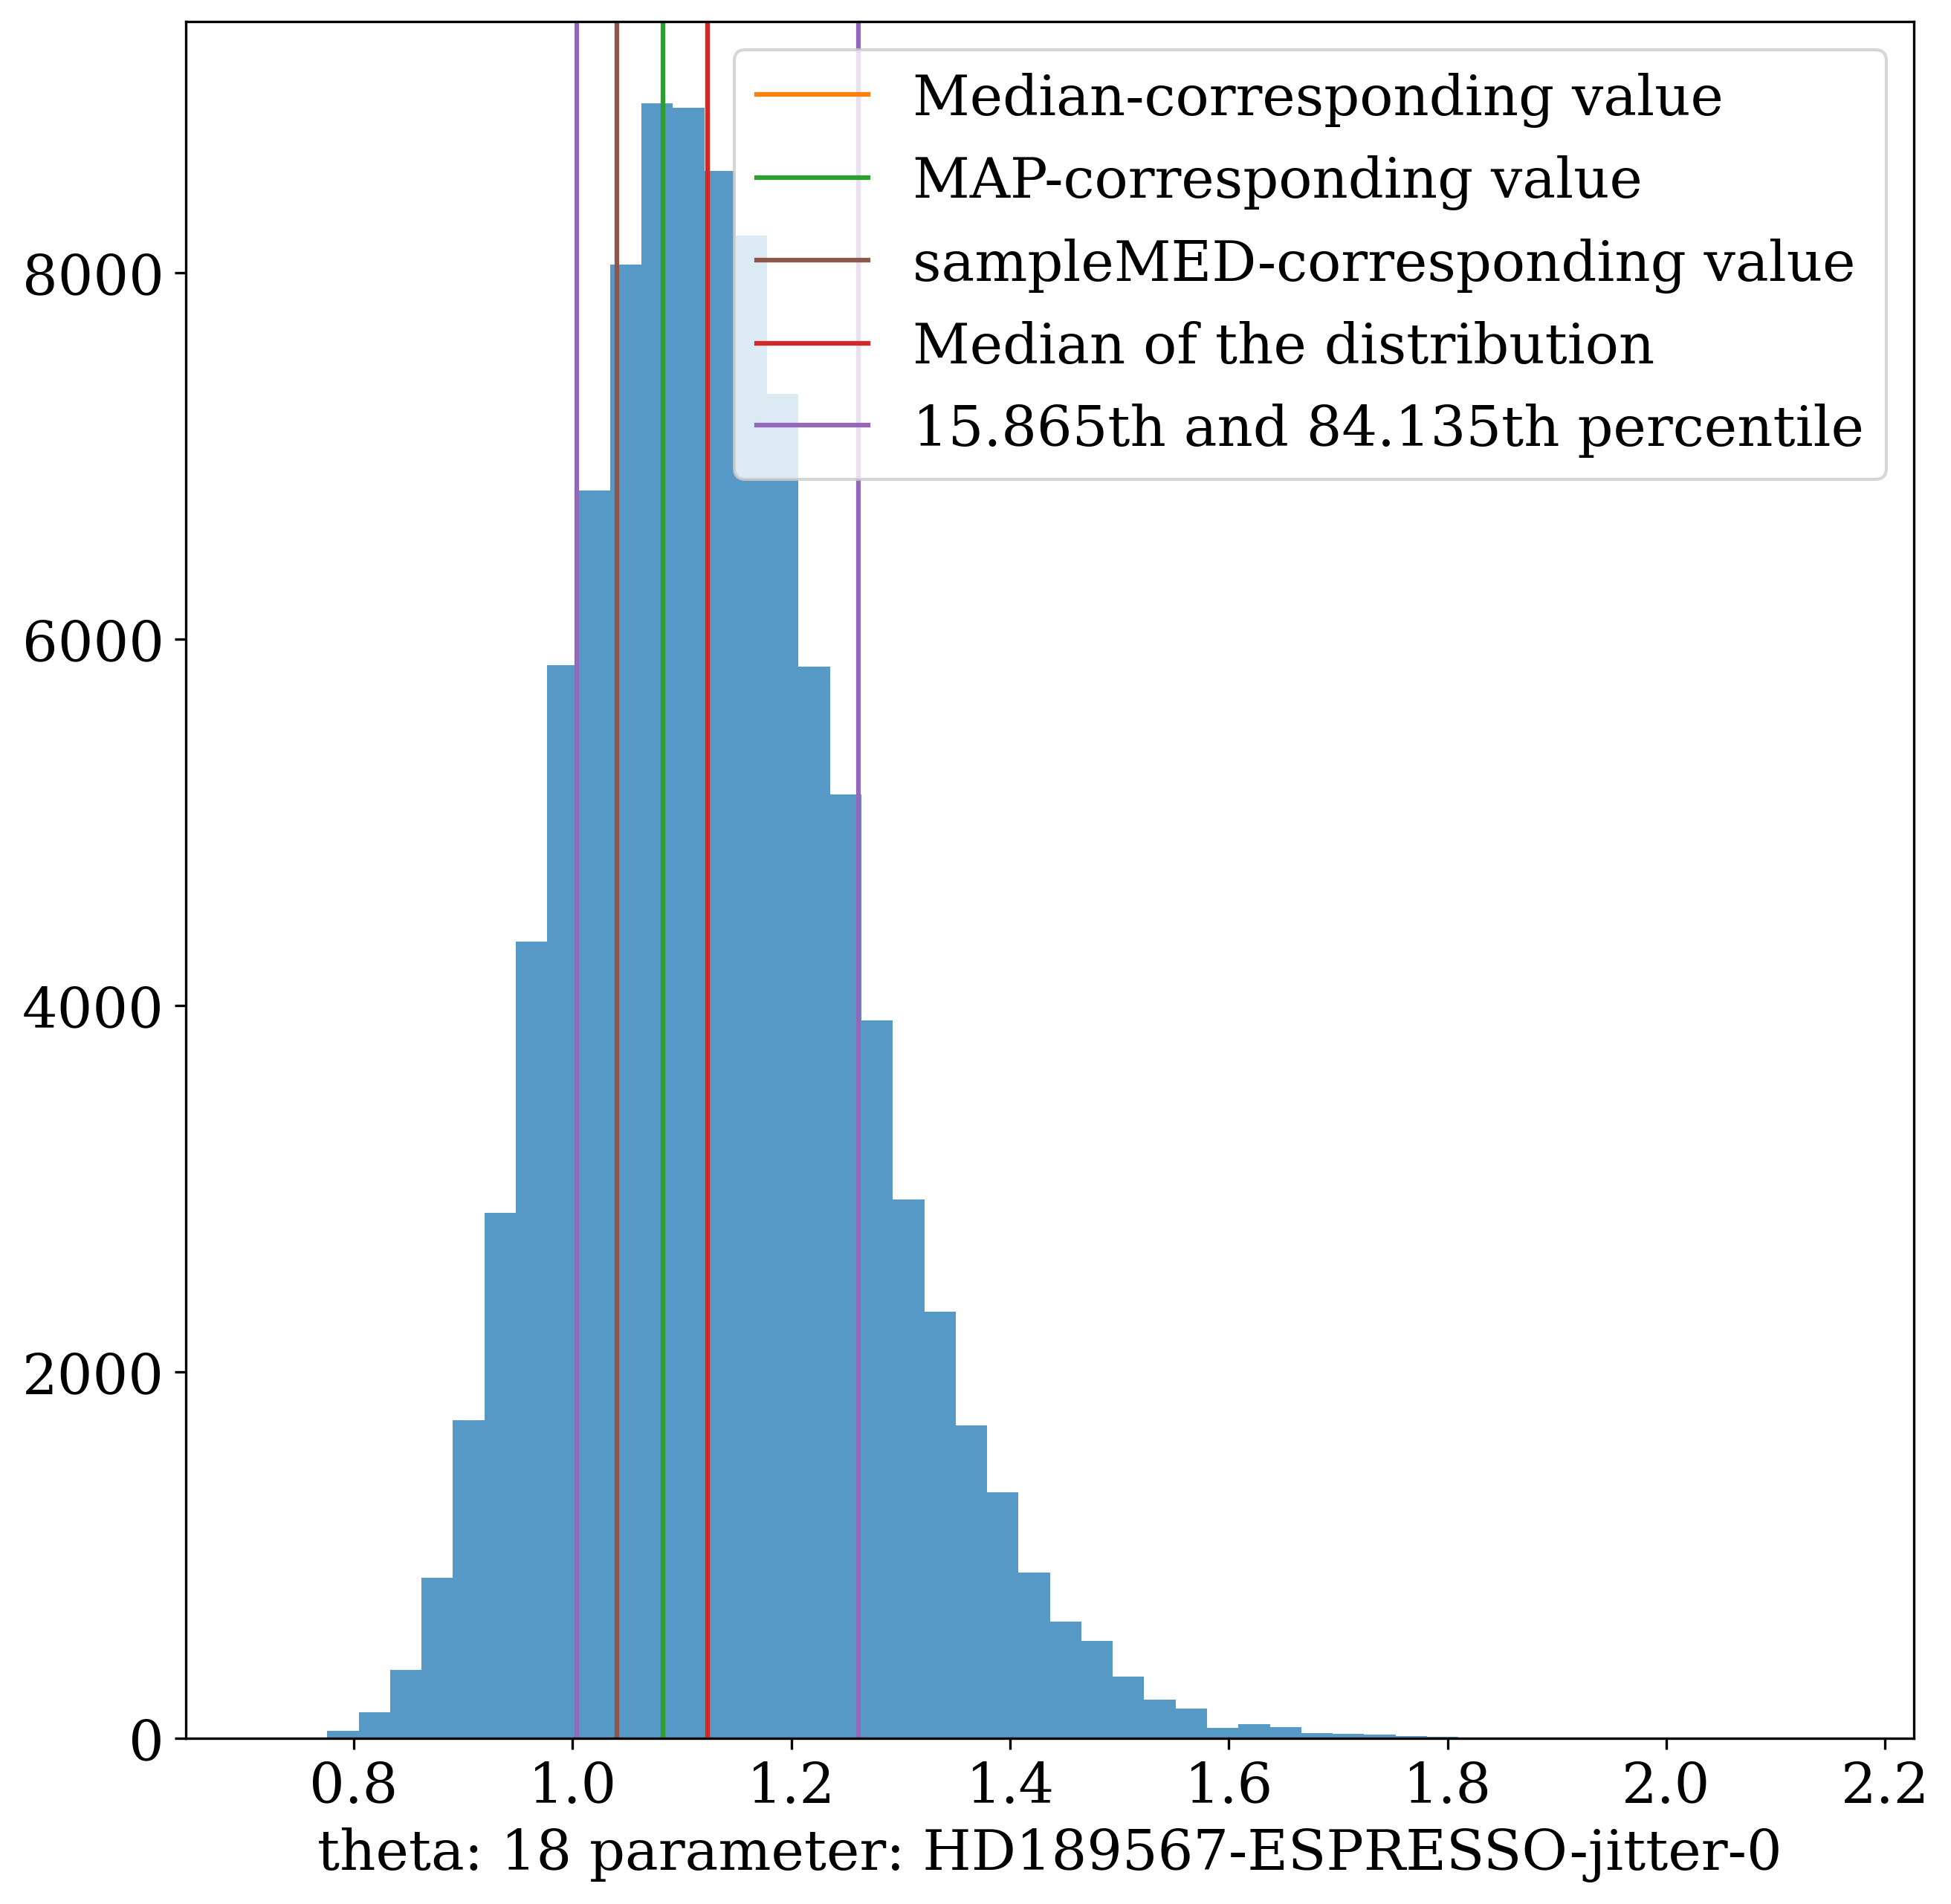 Median-corresponding value
MAP-corresponding value
sampleMED-corresponding value
Median of the distribution
15.865th and 84.135th percentile
8000
6000
4000
2000
0
0.8 1.0 1.2 1.4 1.6 1.8 2.0 2.2
theta: 18 parameter: HD189567-ESPRESSO-jitter-0